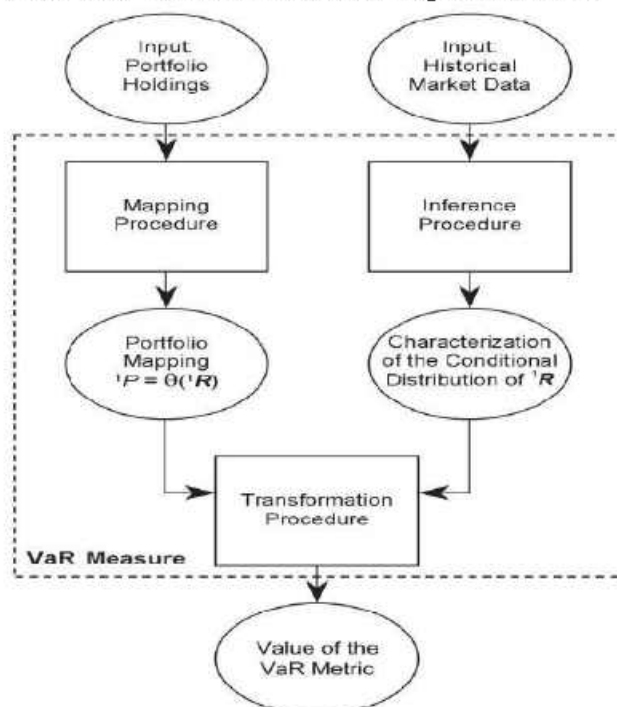 Input:
Portfolio
Holdings
Input:
Historical
Market Data
Mapping
Procedure
Inference
Procedure
Portfolio
Mapping
¹P = θ(¹R)
Characterization
of the Conditional
Distribution of ¹R
Transformation
Procedure
VaR Measure
Value of the
VaR Metric